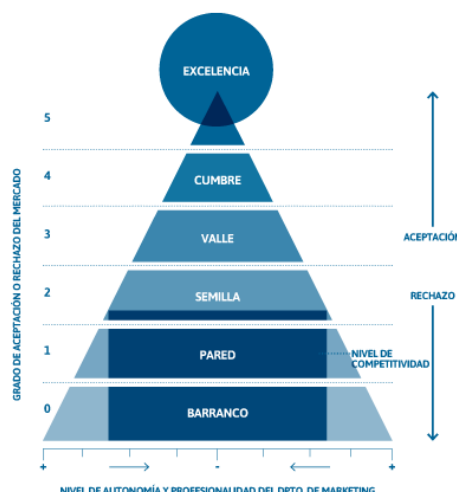 EXCELENCIA
5
4
CUMBRE
3
VALLE
ACEPTACIÓN
2
SEMILLA
RECHAZO
1
PARED
NIVEL DE
COMPETITIVIDAD
0
BARRANCO
GRADO DE ACEPTACIÓN O RECHAZO DEL MERCADO
+
-
+
NIVEL DE AUTONOMÍA Y PROFESIONALIDAD DEL DPTO. DE MARKETING